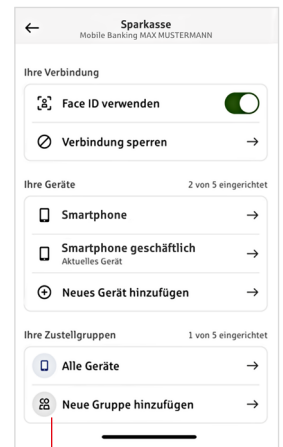 Sparkasse
Mobile Banking MAX MUSTERMANN
Ihre Verbindung
Face ID verwenden
Verbindung sperren
Ihre Geräte 2 von 5 eingerichtet
Smartphone
Smartphone geschäftlich
Aktuelles Gerät
Neues Gerät hinzufügen
Ihre Zustellgruppen 1 von 5 eingerichtet
Alle Geräte
Neue Gruppe hinzufügen